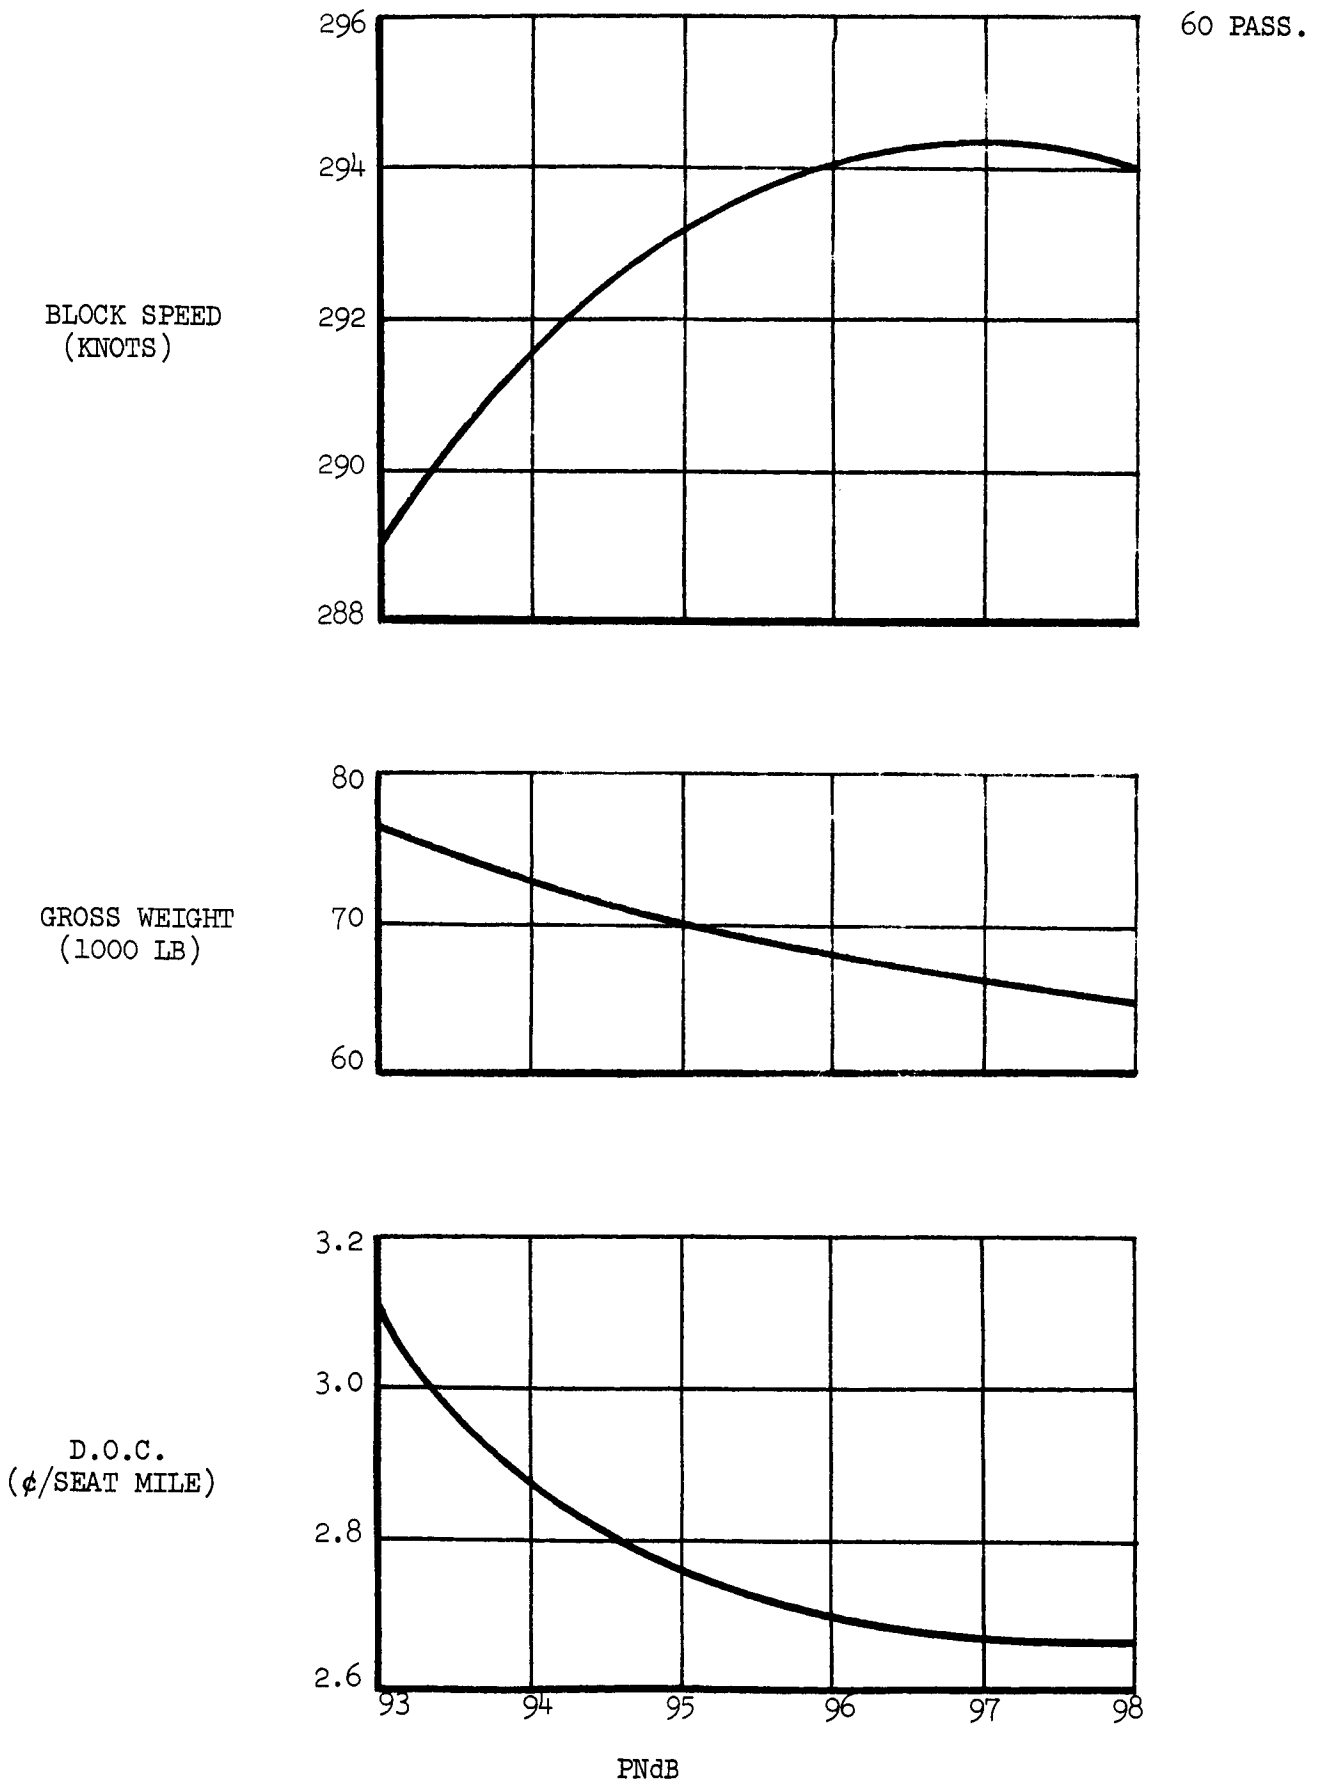 60 PASS.
296
294
292
290
288
BLOCK SPEED
(KNOTS)
80
70
60
GROSS WEIGHT
(1000 LB)
3.2
3.0
2.8
2.6
D.O.C.
(¢/SEAT MILE)
93 94 95 96 97 98
PNdB